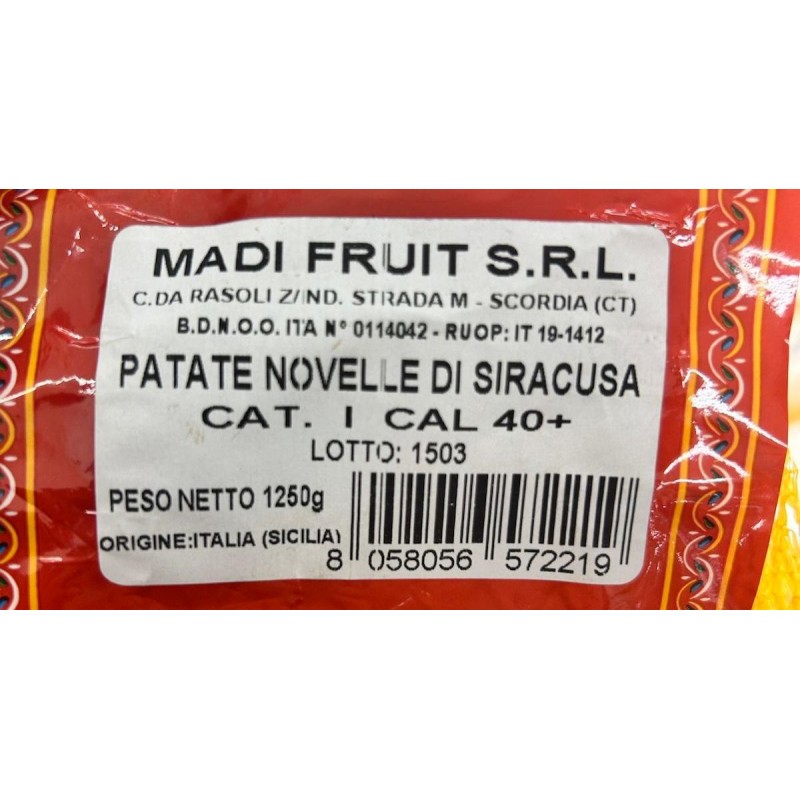 MADI FRUIT S.R.L.
C.DA RASOLI Z/IND. STRADA M - SCORDIA (CT)
B.D.N.O.O. ITA N° 0114042 - RUOP: IT 19-1412
PATATE NOVELLE DI SIRACUSA
CAT. I CAL 40+
LOTTO: 1503
PESO NETTO 1250g
ORIGINE:ITALIA (SICILIA)
8 058056 572219